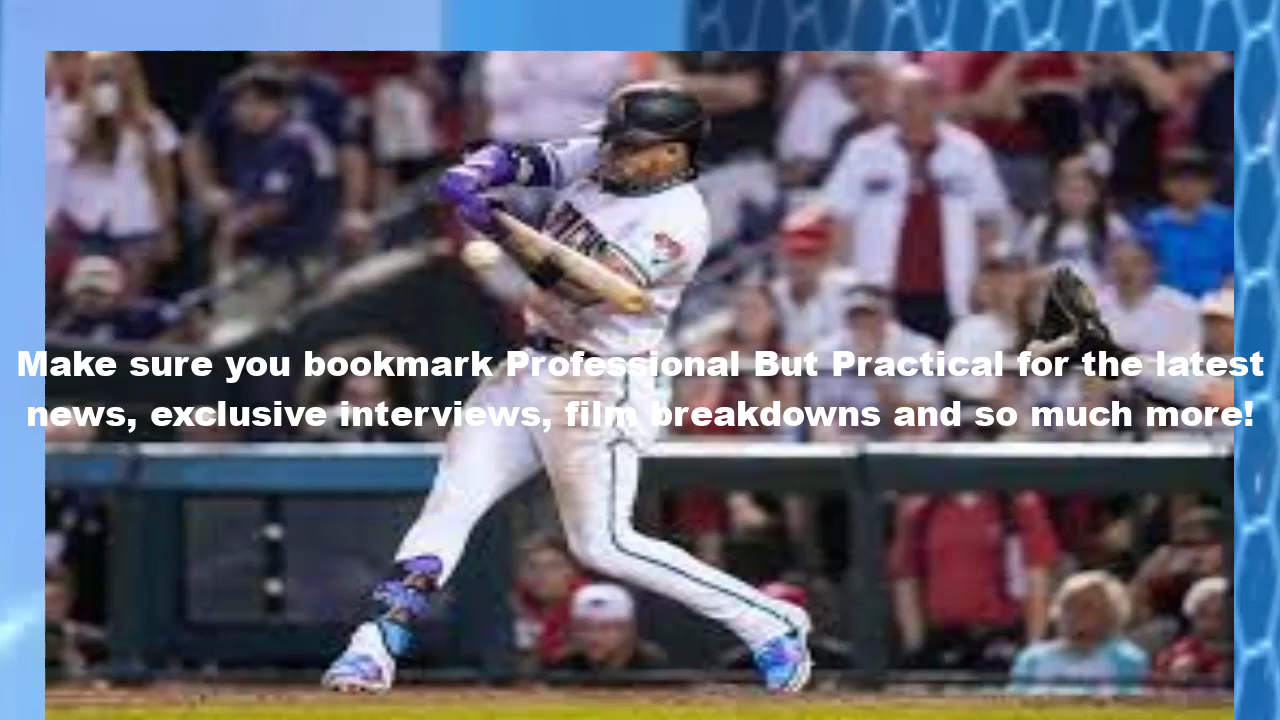 Make sure you bookmark Professional But Practical for the latest
news, exclusive interviews, film breakdowns and so much more!